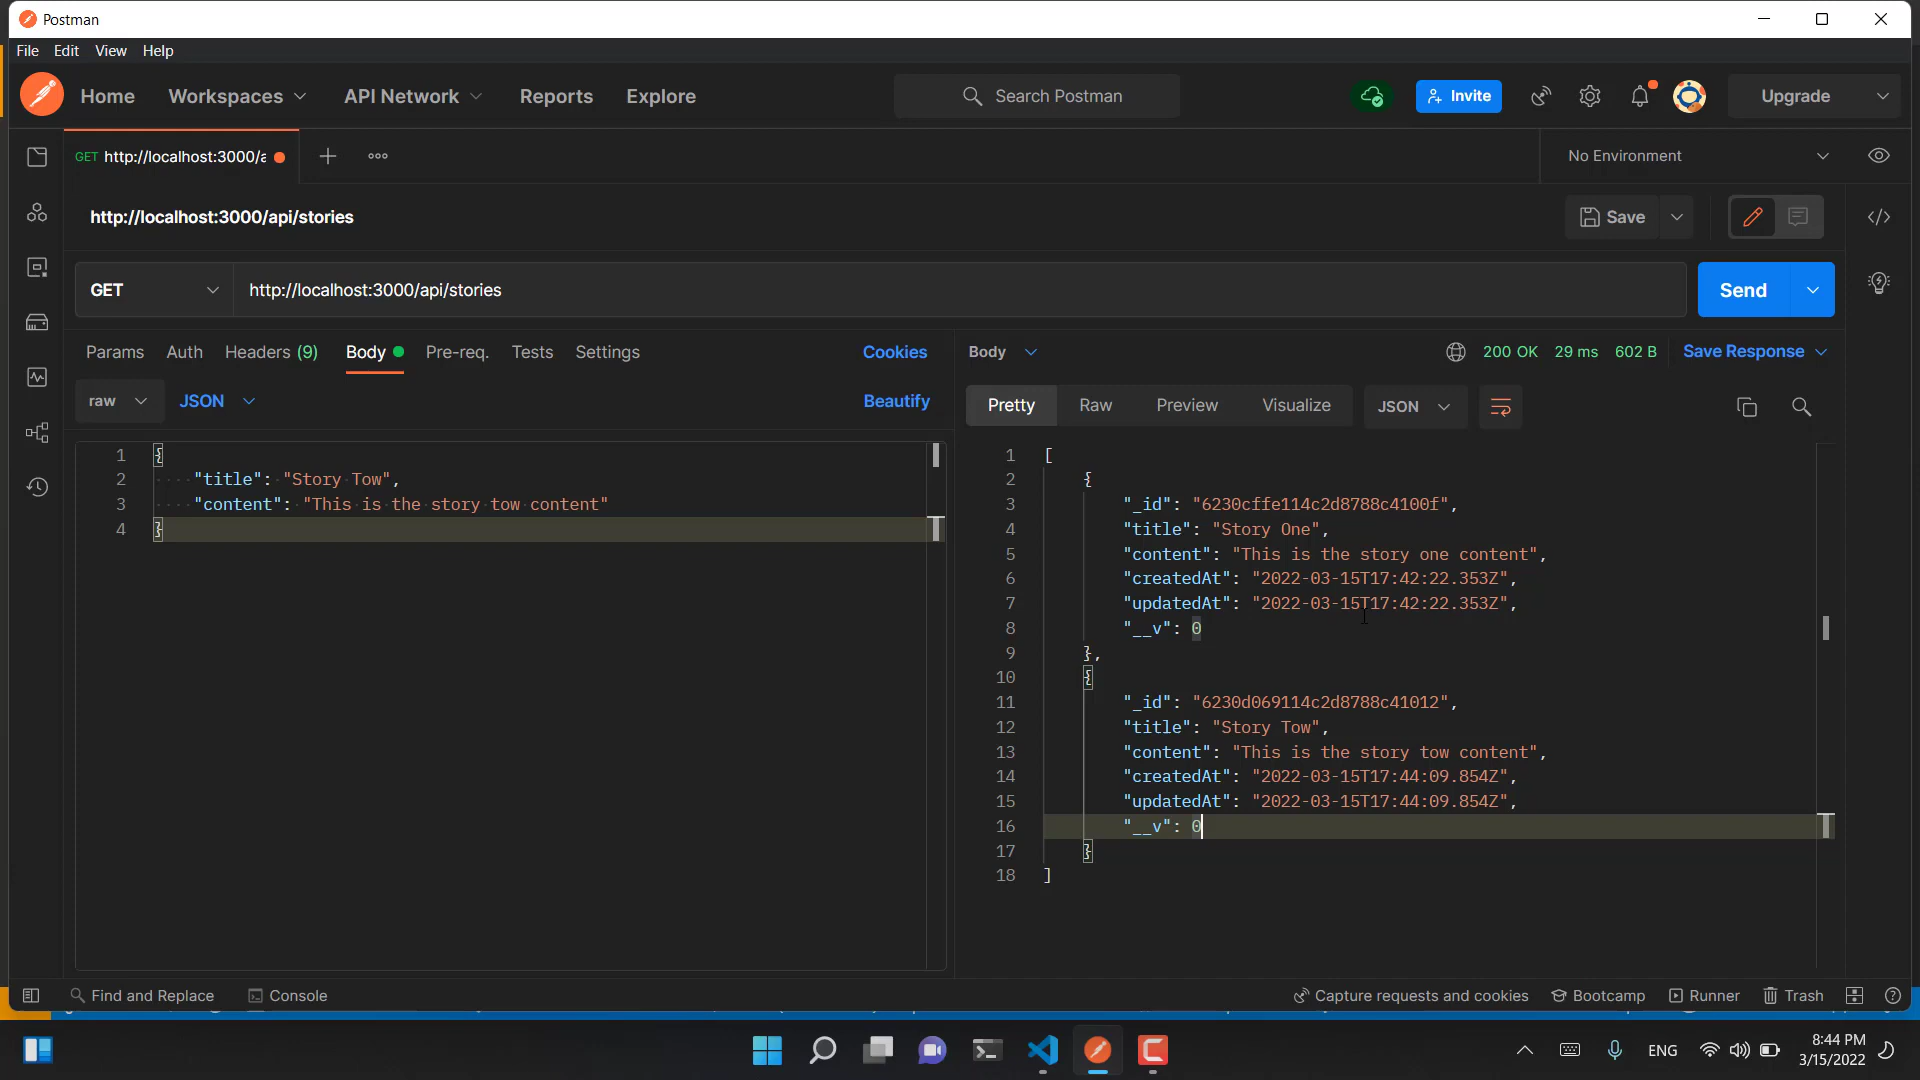 Postman
File Edit View Help
Home Workspaces API Network Reports Explore Search Postman Invite Upgrade
GET http://localhost:3000/a No Environment
http://localhost:3000/api/stories Save
GET http://localhost:3000/api/stories Send
Params Auth Headers (9) Body Pre-req. Tests Settings Cookies
raw JSON Beautify
1 {
2 "title": "Story Tow",
3 "content": "This is the story tow content"
4 }
Body 200 OK 29 ms 602 B Save Response
Pretty Raw Preview Visualize JSON
1 [
2 {
3 "_id": "6230cffe114c2d8788c4100f",
4 "title": "Story One",
5 "content": "This is the story one content",
6 "createdAt": "2022-03-15T17:42:22.353Z",
7 "updatedAt": "2022-03-15T17:42:22.353Z",
8 "__v": 0
9 },
10 {
11 "_id": "6230d069114c2d8788c41012",
12 "title": "Story Tow",
13 "content": "This is the story tow content",
14 "createdAt": "2022-03-15T17:44:09.854Z",
15 "updatedAt": "2022-03-15T17:44:09.854Z",
16 "__v": 0
17 }
18 ]
Find and Replace Console Capture requests and cookies Bootcamp Runner Trash
ENG
8:44 PM
3/15/2022